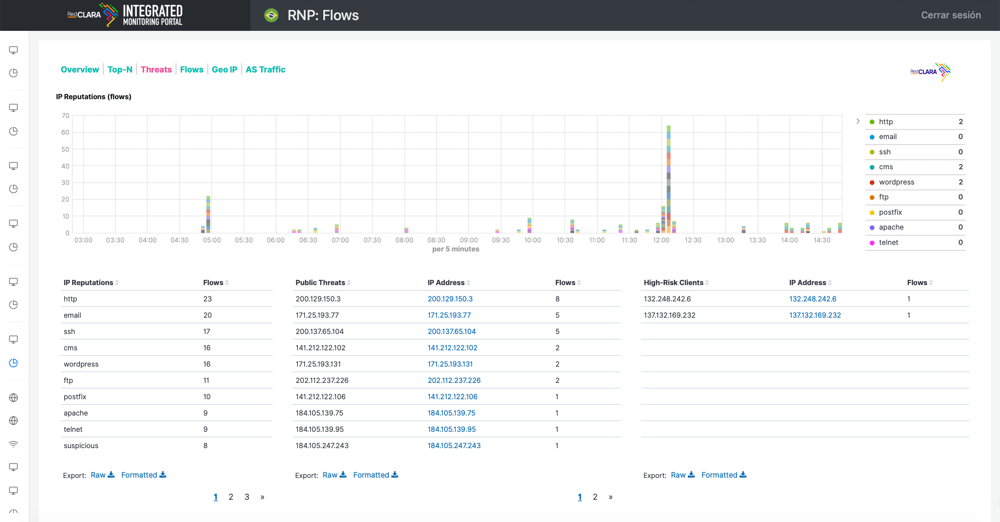 RedCLARA INTEGRATED MONITORING PORTAL
RNP: Flows
Cerrar sesión
Overview Top-N Threats Flows Geo IP AS Traffic
RedCLARA
IP Reputations (flows)
70
60
50
40
30
20
10
0
03:00 03:30 04:00 04:30 05:00 05:30 06:00 06:30 07:00 07:30 08:00 08:30 09:00 09:30 10:00 10:30 11:00 11:30 12:00 12:30 13:00 13:30 14:00 14:30
per 5 minutes
http 2
email 0
ssh 0
cms 2
wordpress 2
ftp 0
postfix 0
apache 0
telnet 0
IP Reputations Flows
http 23
email 20
ssh 17
cms 16
wordpress 16
ftp 11
postfix 10
apache 9
telnet 9
suspicious 8
Export: Raw Formatted
1 2 3 »
Public Threats IP Address Flows
200.129.150.3 200.129.150.3 8
171.25.193.77 171.25.193.77 5
200.137.65.104 200.137.65.104 5
141.212.122.102 141.212.122.102 2
171.25.193.131 171.25.193.131 2
202.112.237.226 202.112.237.226 2
141.212.122.106 141.212.122.106 1
184.105.139.75 184.105.139.75 1
184.105.139.95 184.105.139.95 1
184.105.247.243 184.105.247.243 1
Export: Raw Formatted
1 2 »
High-Risk Clients IP Address Flows
132.248.242.6 132.248.242.6 1
137.132.169.232 137.132.169.232 1
Export: Raw Formatted